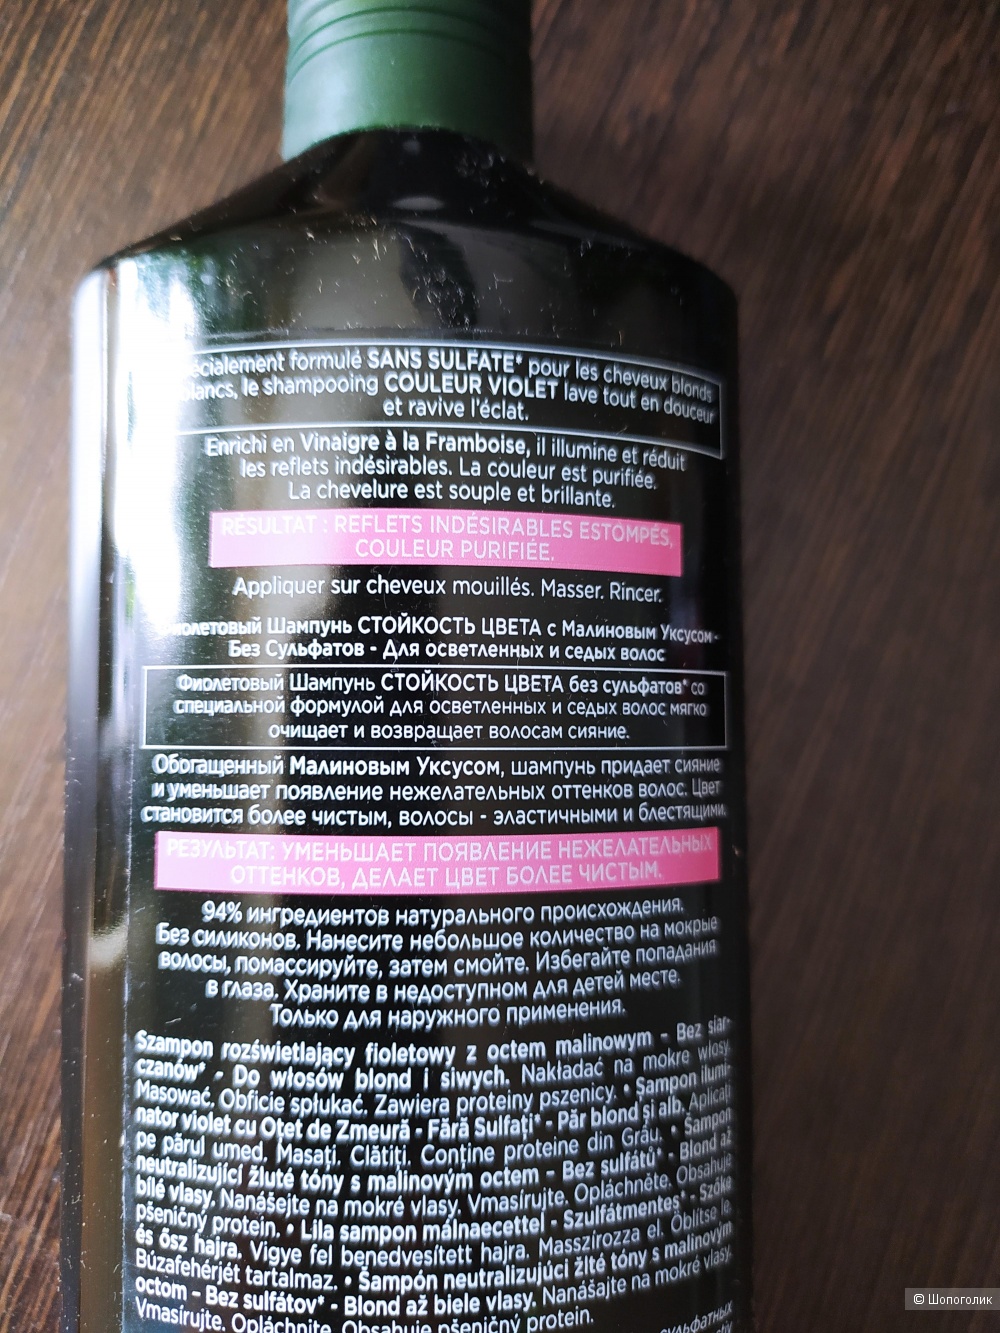 écialement formulé SANS SULFATE* pour les cheveux blonds
blancs, le shampooing COULEUR VIOLET lave tout en douceur
et ravive l'éclat.
Enrichi en Vinaigre à la Framboise, il illumine et réduit
les reflets indésirables. La couleur est purifiée.
La chevelure est souple et brillante.
RÉSULTAT : REFLETS INDÉSIRABLES ESTOMPÉS,
COULEUR PURIFIÉE.
Appliquer sur cheveux mouillés. Masser. Rincer.
Фиолетовый Шампунь СТОЙКОСТЬ ЦВЕТА с Малиновым Уксусом -
Без Сульфатов - Для осветленных и седых волос
Фиолетовый Шампунь СТОЙКОСТЬ ЦВЕТА без сульфатов* со
специальной формулой для осветленных и седых волос мягко
очищает и возвращает волосам сияние.
Обогащенный Малиновым Уксусом, шампунь придает сияние
и уменьшает появление нежелательных оттенков волос. Цвет
становится более чистым, волосы - эластичными и блестящими.
РЕЗУЛЬТАТ: УМЕНЬШАЕТ ПОЯВЛЕНИЕ НЕЖЕЛАТЕЛЬНЫХ
ОТТЕНКОВ, ДЕЛАЕТ ЦВЕТ БОЛЕЕ ЧИСТЫМ.
94% ингредиентов натурального происхождения.
Без силиконов. Нанесите небольшое количество на мокрые
волосы, помассируйте, затем смойте. Избегайте попадания
в глаза. Храните в недоступном для детей месте.
Только для наружного применения.
Szampon rozświetlający fioletowy z octem malinowym - Bez siar-
czanów* - Do włosów blond i siwych. Nakładać na mokre włosy.
Masować. Obficie spłukać. Zawiera proteiny pszenicy. • Șampon ilumi-
nator violet cu Oțet de Zmeură - Fără Sulfați* - Păr blond și alb. Aplicați
pe părul umed. Masați. Clătiți. Conține proteine din Grâu. • Šampon
neutralizující žluté tóny s malinovým octem - Bez sulfátů* - Blond až
bílé vlasy. Nanášejte na mokré vlasy. Vmasírujte. Opláchněte. Obsahuje
pšeničný protein. • Lila sampon málnaecettel - Szulfátmentes* - Szőke
és ősz hajra. Vigye fel benedvesített hajra. Masszírozza el. Öblítse le.
Búzafehérjét tartalmaz. • Šampón neutralizujúci žlté tóny s malinovým
octom - Bez sulfátov* - Blond až biele vlasy. Nanášajte na mokré vlasy.
Vmasírujte. Opláchnite. Obsahuje pšeničný protein.
сульфатных
© Шопоголик